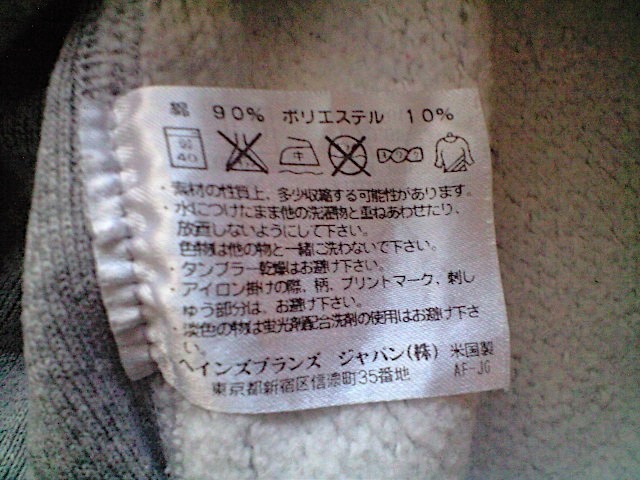 綿 90% ポリエステル 10%
弱 40 中
・素材の性質上、多少収縮する可能性があります。
・水につけたまま他の洗濯物と重ねあわせたり、
放置しないようにして下さい。
色物は他の物と一緒に洗わないで下さい。
・タンブラー乾燥はお避け下さい。
・アイロン掛けの際、柄、プリントマーク、刺し
ゅう部分は、お避け下さい。
・淡色の物は蛍光剤配合洗剤の使用はお避け下さ
い。
ヘインズブランズ ジャパン(株) 米国製
東京都新宿区信濃町35番地 AF-JG